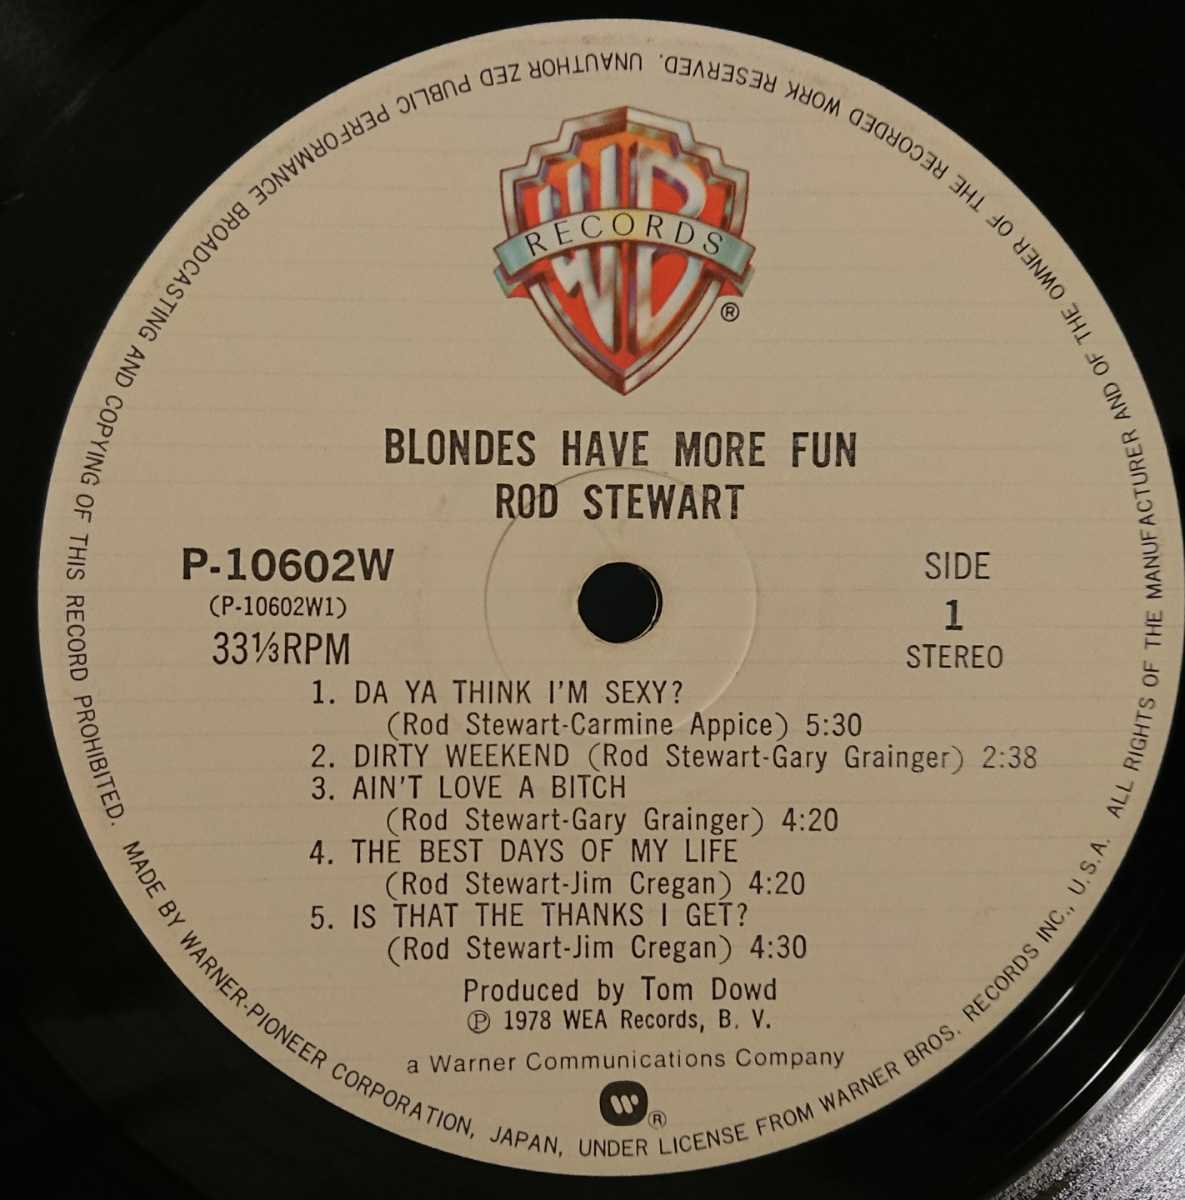 WB
RECORDS
®
BLONDES HAVE MORE FUN
ROD STEWART
P-10602W
(P-10602W1)
33⅓RPM
SIDE
1
STEREO
1. DA YA THINK I'M SEXY?
(Rod Stewart-Carmine Appice) 5:30
2. DIRTY WEEKEND (Rod Stewart-Gary Grainger) 2:38
3. AIN'T LOVE A BITCH
(Rod Stewart-Gary Grainger) 4:20
4. THE BEST DAYS OF MY LIFE
(Rod Stewart-Jim Cregan) 4:20
5. IS THAT THE THANKS I GET?
(Rod Stewart-Jim Cregan) 4:30
Produced by Tom Dowd
Ⓟ 1978 WEA Records, B. V.
a Warner Communications Company
®
MADE BY WARNER-PIONEER CORPORATION, JAPAN, UNDER LICENSE FROM WARNER BROS. RECORDS INC., U.S.A. ALL RIGHTS OF THE MANUFACTURER AND OF THE OWNER OF THE RECORDED WORK RESERVED. UNAUTHOR ZED PUBLIC PERFORMANCE BROADCASTING AND COPYING OF THIS RECORD PROHIBITED.